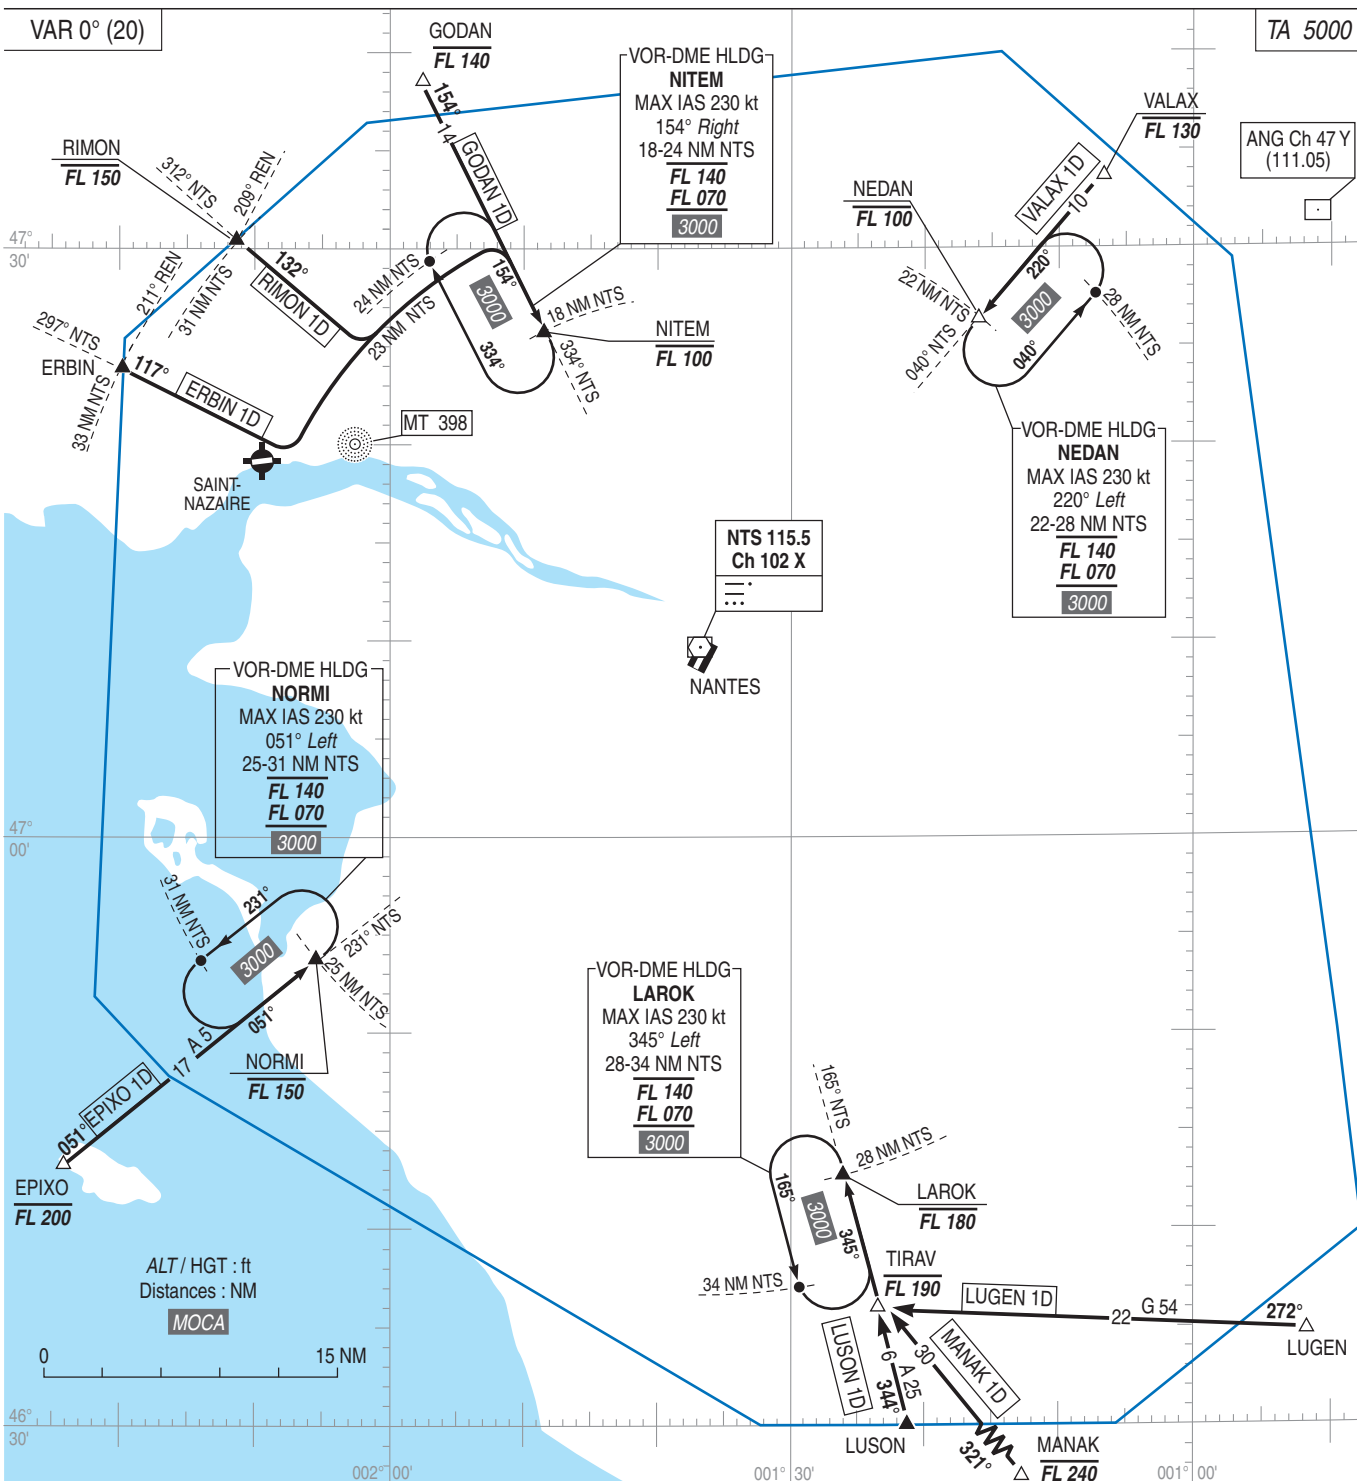 VAR 0° (20)
TA 5000
GODAN
FL 140
154°
14
GODAN 1D
VOR-DME HLDG
NITEM
MAX IAS 230 kt
154° Right
18-24 NM NTS
FL 140
FL 070
3000
VALAX
FL 130
ANG Ch 47 Y
(111.05)
RIMON
FL 150
312° NTS
209° REN
NEDAN
FL 100
VALAX 1D
10
220°
3000
040°
22 NM NTS
040° NTS
28 NM NTS
47°
30'
211° REN
31 NM NTS
132°
RIMON 1D
24 NM NTS
23 NM NTS
154°
3000
334°
18 NM NTS
334° NTS
NITEM
FL 100
297° NTS
ERBIN
33 NM NTS
117°
ERBIN 1D
MT 398
SAINT-
NAZAIRE
VOR-DME HLDG
NEDAN
MAX IAS 230 kt
220° Left
22-28 NM NTS
FL 140
FL 070
3000
NTS 115.5
Ch 102 X
NANTES
VOR-DME HLDG
NORMI
MAX IAS 230 kt
051° Left
25-31 NM NTS
FL 140
FL 070
3000
47°
00'
31 NM NTS
231°
3000
231° NTS
25 NM NTS
051°
A 5
17
EPIXO 1D
051°
NORMI
FL 150
EPIXO
FL 200
VOR-DME HLDG
LAROK
MAX IAS 230 kt
345° Left
28-34 NM NTS
FL 140
FL 070
3000
165° NTS
28 NM NTS
165°
3000
345°
LAROK
FL 180
34 NM NTS
TIRAV
FL 190
LUGEN 1D
G 54
22
272°
LUGEN
LUSON 1D
6
A 25
344°
LUSON
30
MANAK 1D
321°
MANAK
FL 240
ALT / HGT : ft
Distances : NM
MOCA
0
15 NM
46°
30'
002° 00'
001° 30'
001° 00'